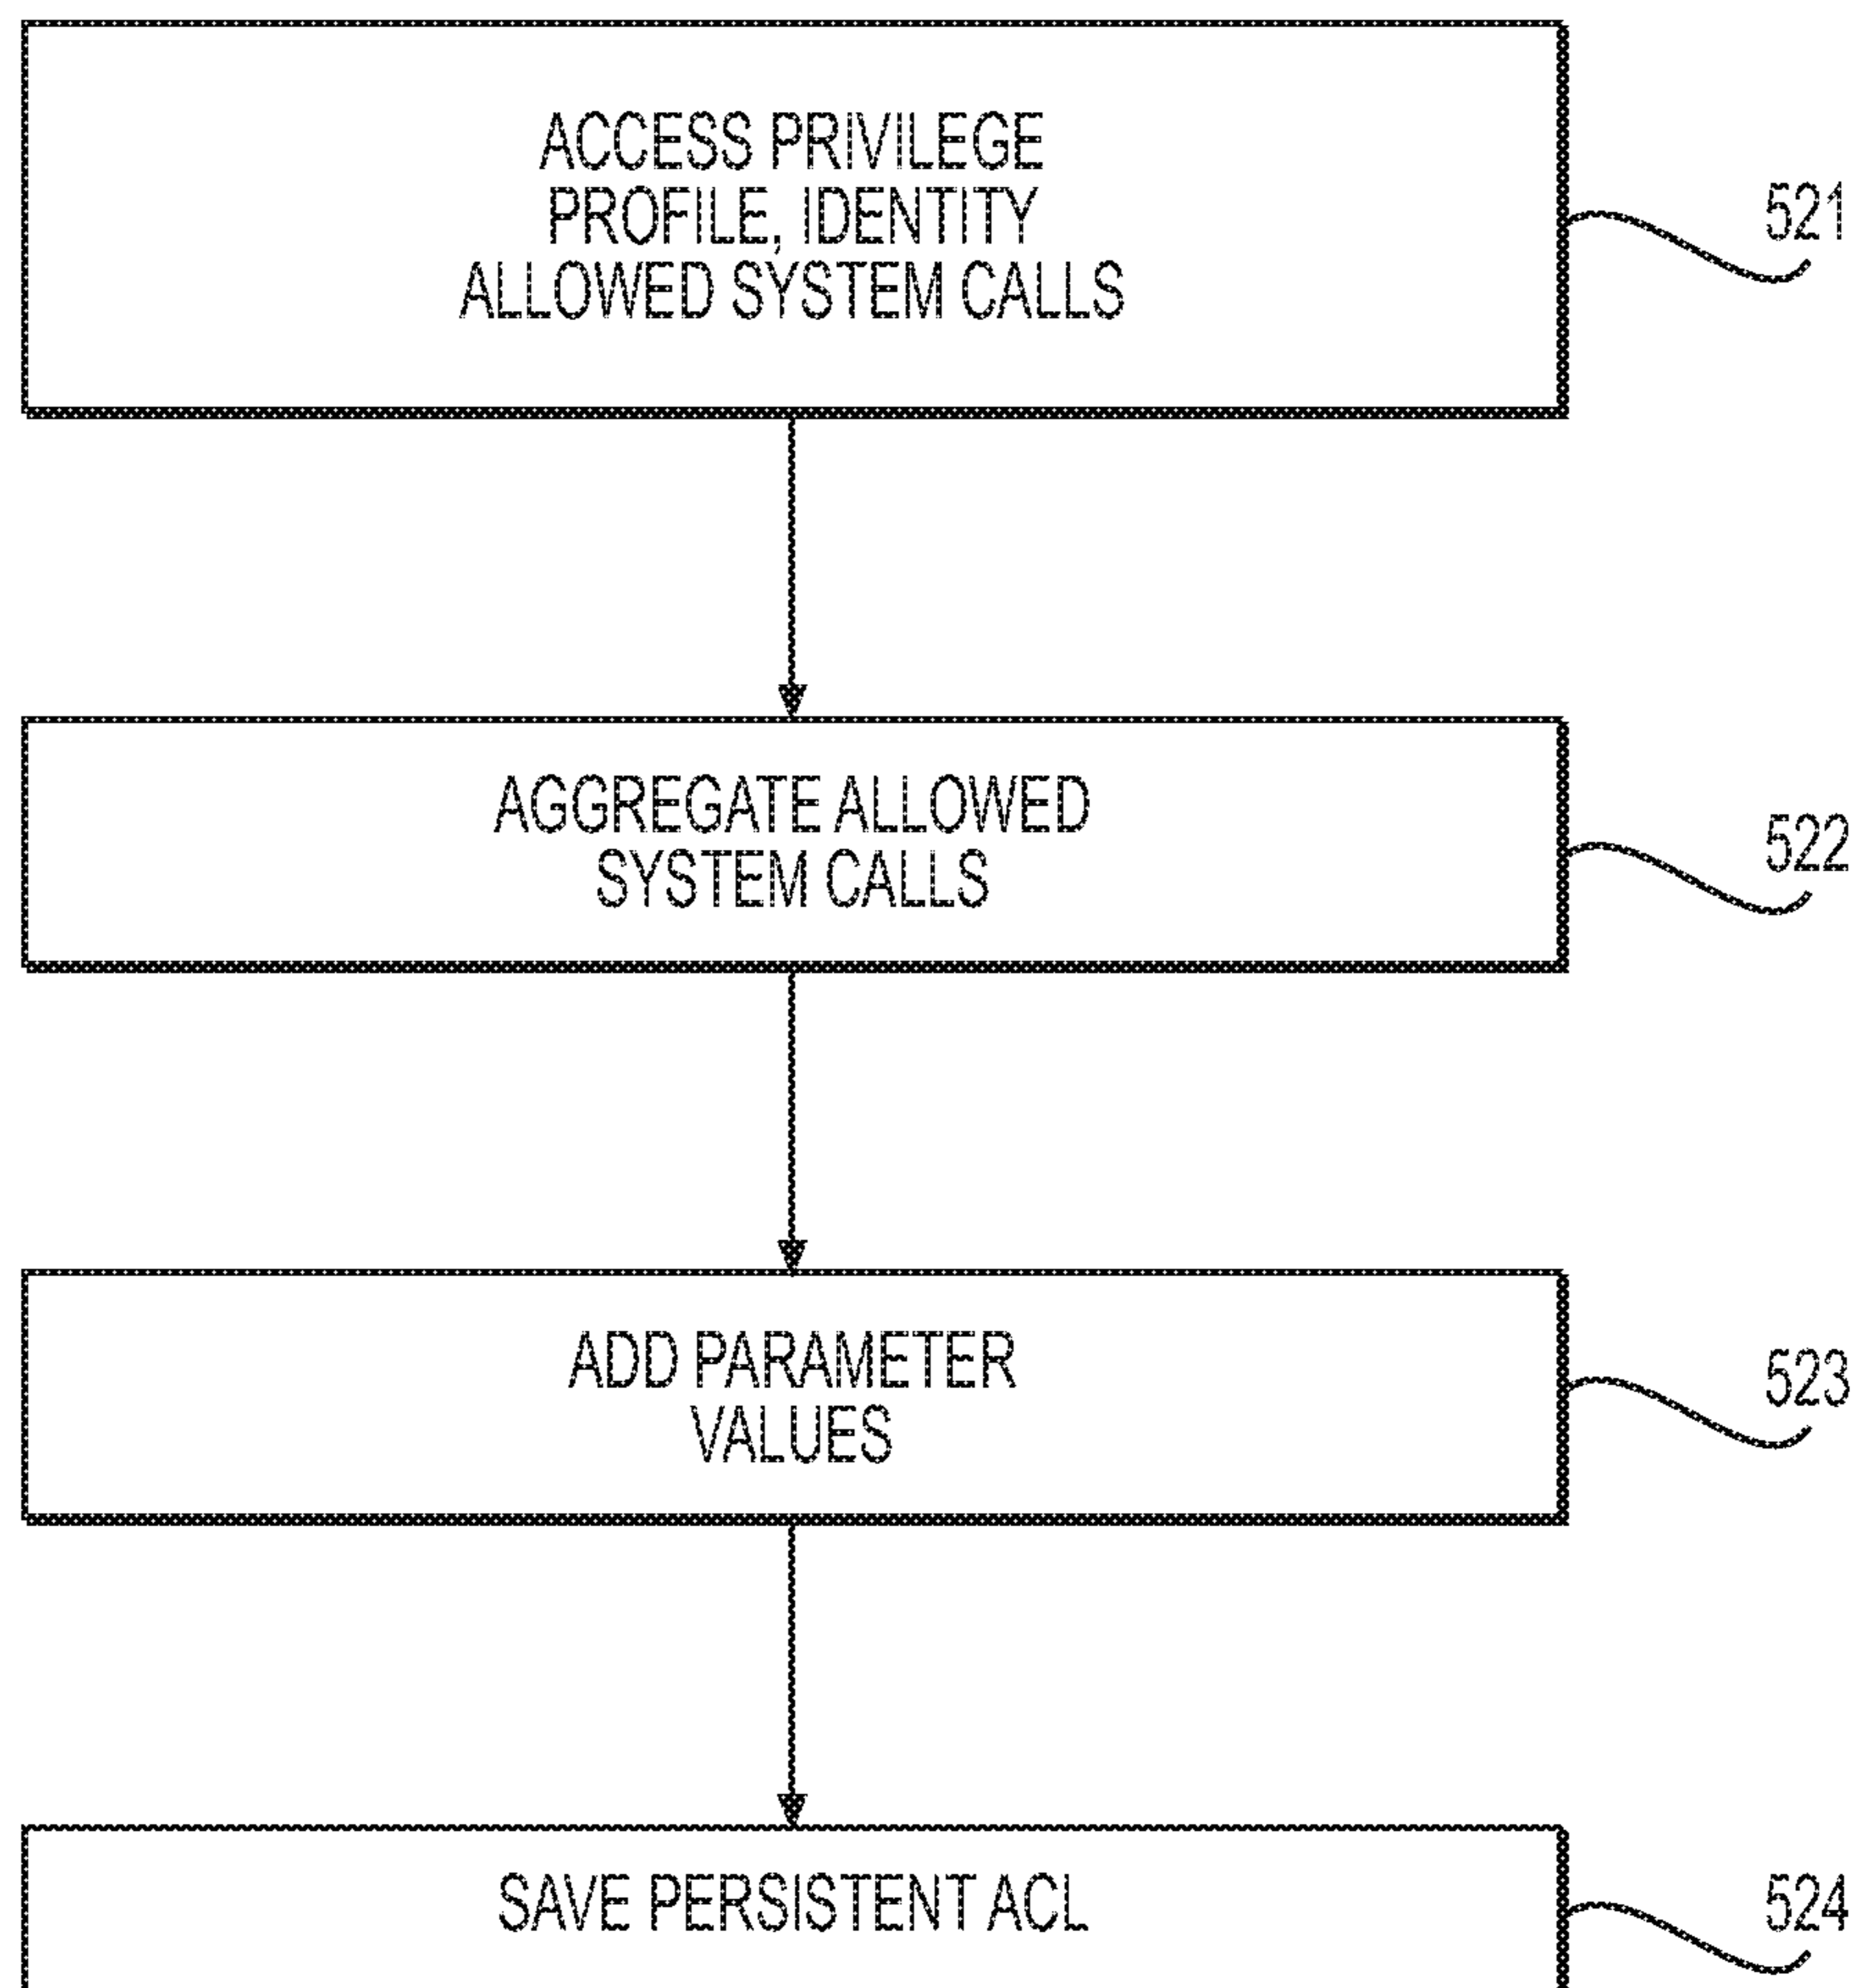 ACCESS PRIVILEGE
PROFILE, IDENTITY
ALLOWED SYSTEM CALLS
521
AGGREGATE ALLOWED
SYSTEM CALLS
522
ADD PARAMETER
VALUES
523
SAVE PERSISTENT ACL
524